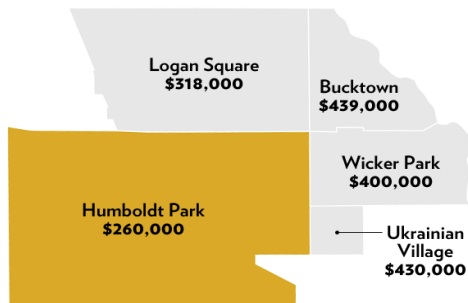 Logan Square
$318,000
Bucktown
$439,000
Wicker Park
$400,000
Humboldt Park
$260,000
Ukrainian
Village
$430,000